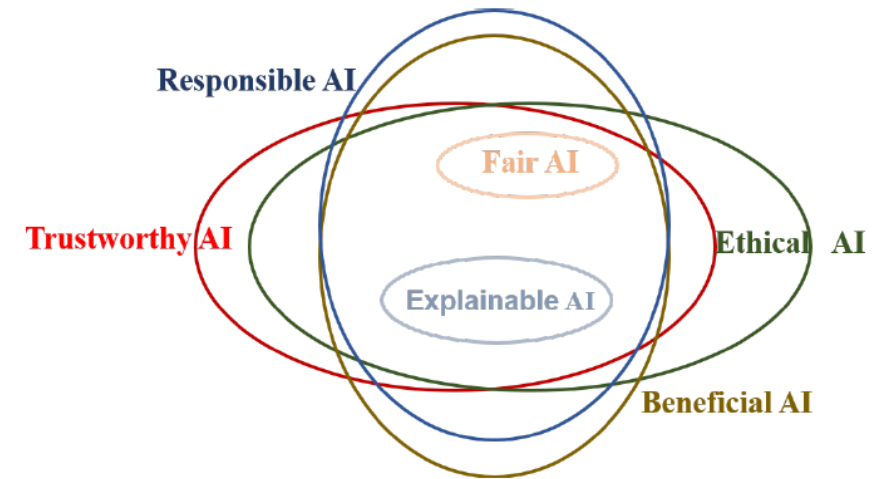 Responsible AI
Fair AI
Trustworthy AI
Ethical AI
Explainable AI
Beneficial AI